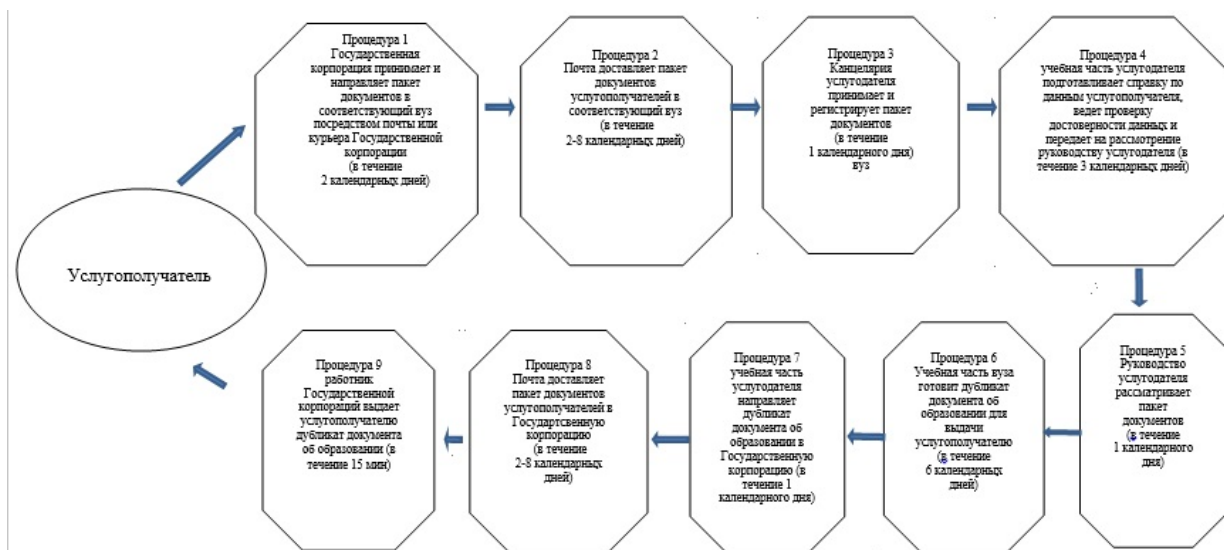 Процедура 1
Государственная
корпорация принимает и
направляет пакет
документов в
соответствующий вуз
посредством почты или
курьера Государственной
корпорации
(в течение
2 календарных дней)
Процедура 2
Почта доставляет пакет
документов
услугополучателей в
соответствующий вуз
(в течение
2-8 календарных дней)
Процедура 3
Канцелярия
услугодателя
принимает и
регистрирует пакет
документов
(в течение
1 календарного дня)
вуз
Процедура 4
учебная часть услугодателя
подготавливает справку по
данным услугополучателя,
ведет проверку
достоверности данных и
передает на рассмотрение
руководству услугодателя (в
течение 3 календарных дней)
Услугополучатель
Процедура 5
Руководство
услугодателя
рассматривает
пакет
документов
(в течение
1 календарного
дня)
Процедура 6
Учебная часть вуза
готовит дубликат
документа об
образовании для
выдачи
услугополучателю
(в течение
6 календарных
дней)
Процедура 7
учебная часть
услугодателя
направляет
дубликат
документа об
образовании в
Государственную
корпорацию (в
течение 1
календарного дня)
Процедура 8
Почта доставляет
пакет документов
услугополучателей в
Государтсвенную
корпорацию
(в течение
2-8 календарных
дней)
Процедура 9
работник
Государственной
корпораций выдает
услугополучателю
дубликат документа
об образовании (в
течение 15 мин)